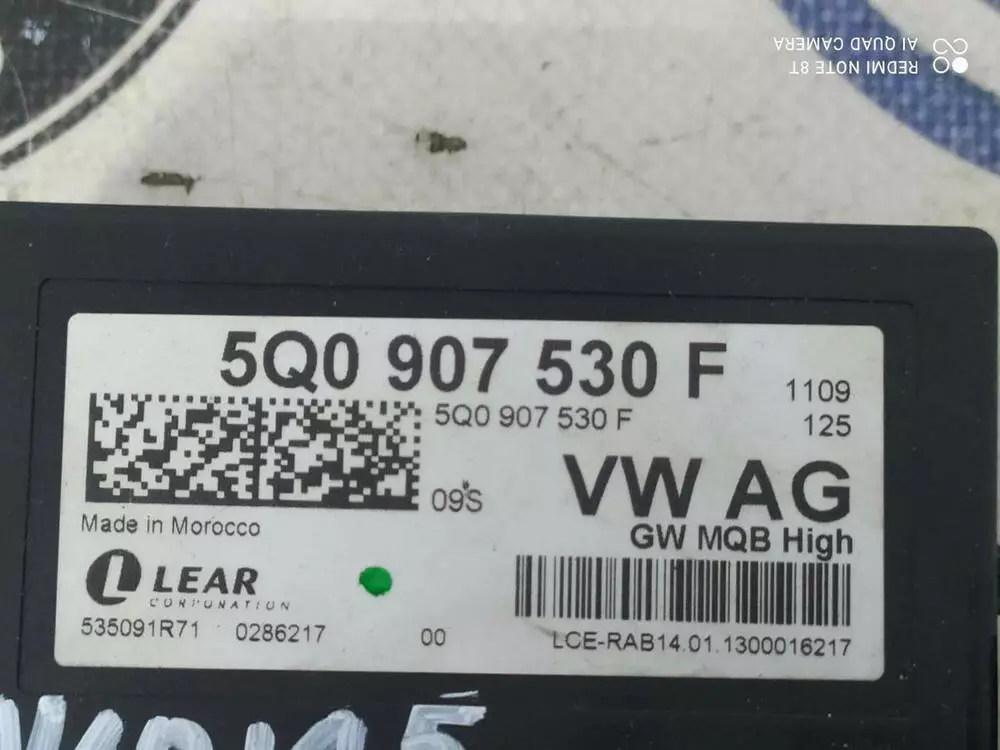 REDMI NOTE 8T
AI QUAD CAMERA
5Q0 907 530 F
1109
5Q0 907 530 F
125
09S
VW AG
GW MQB High
Made in Morocco
LEAR
CORPORATION
535091R71 0286217 00
LCE-RAB14.01.1300016217